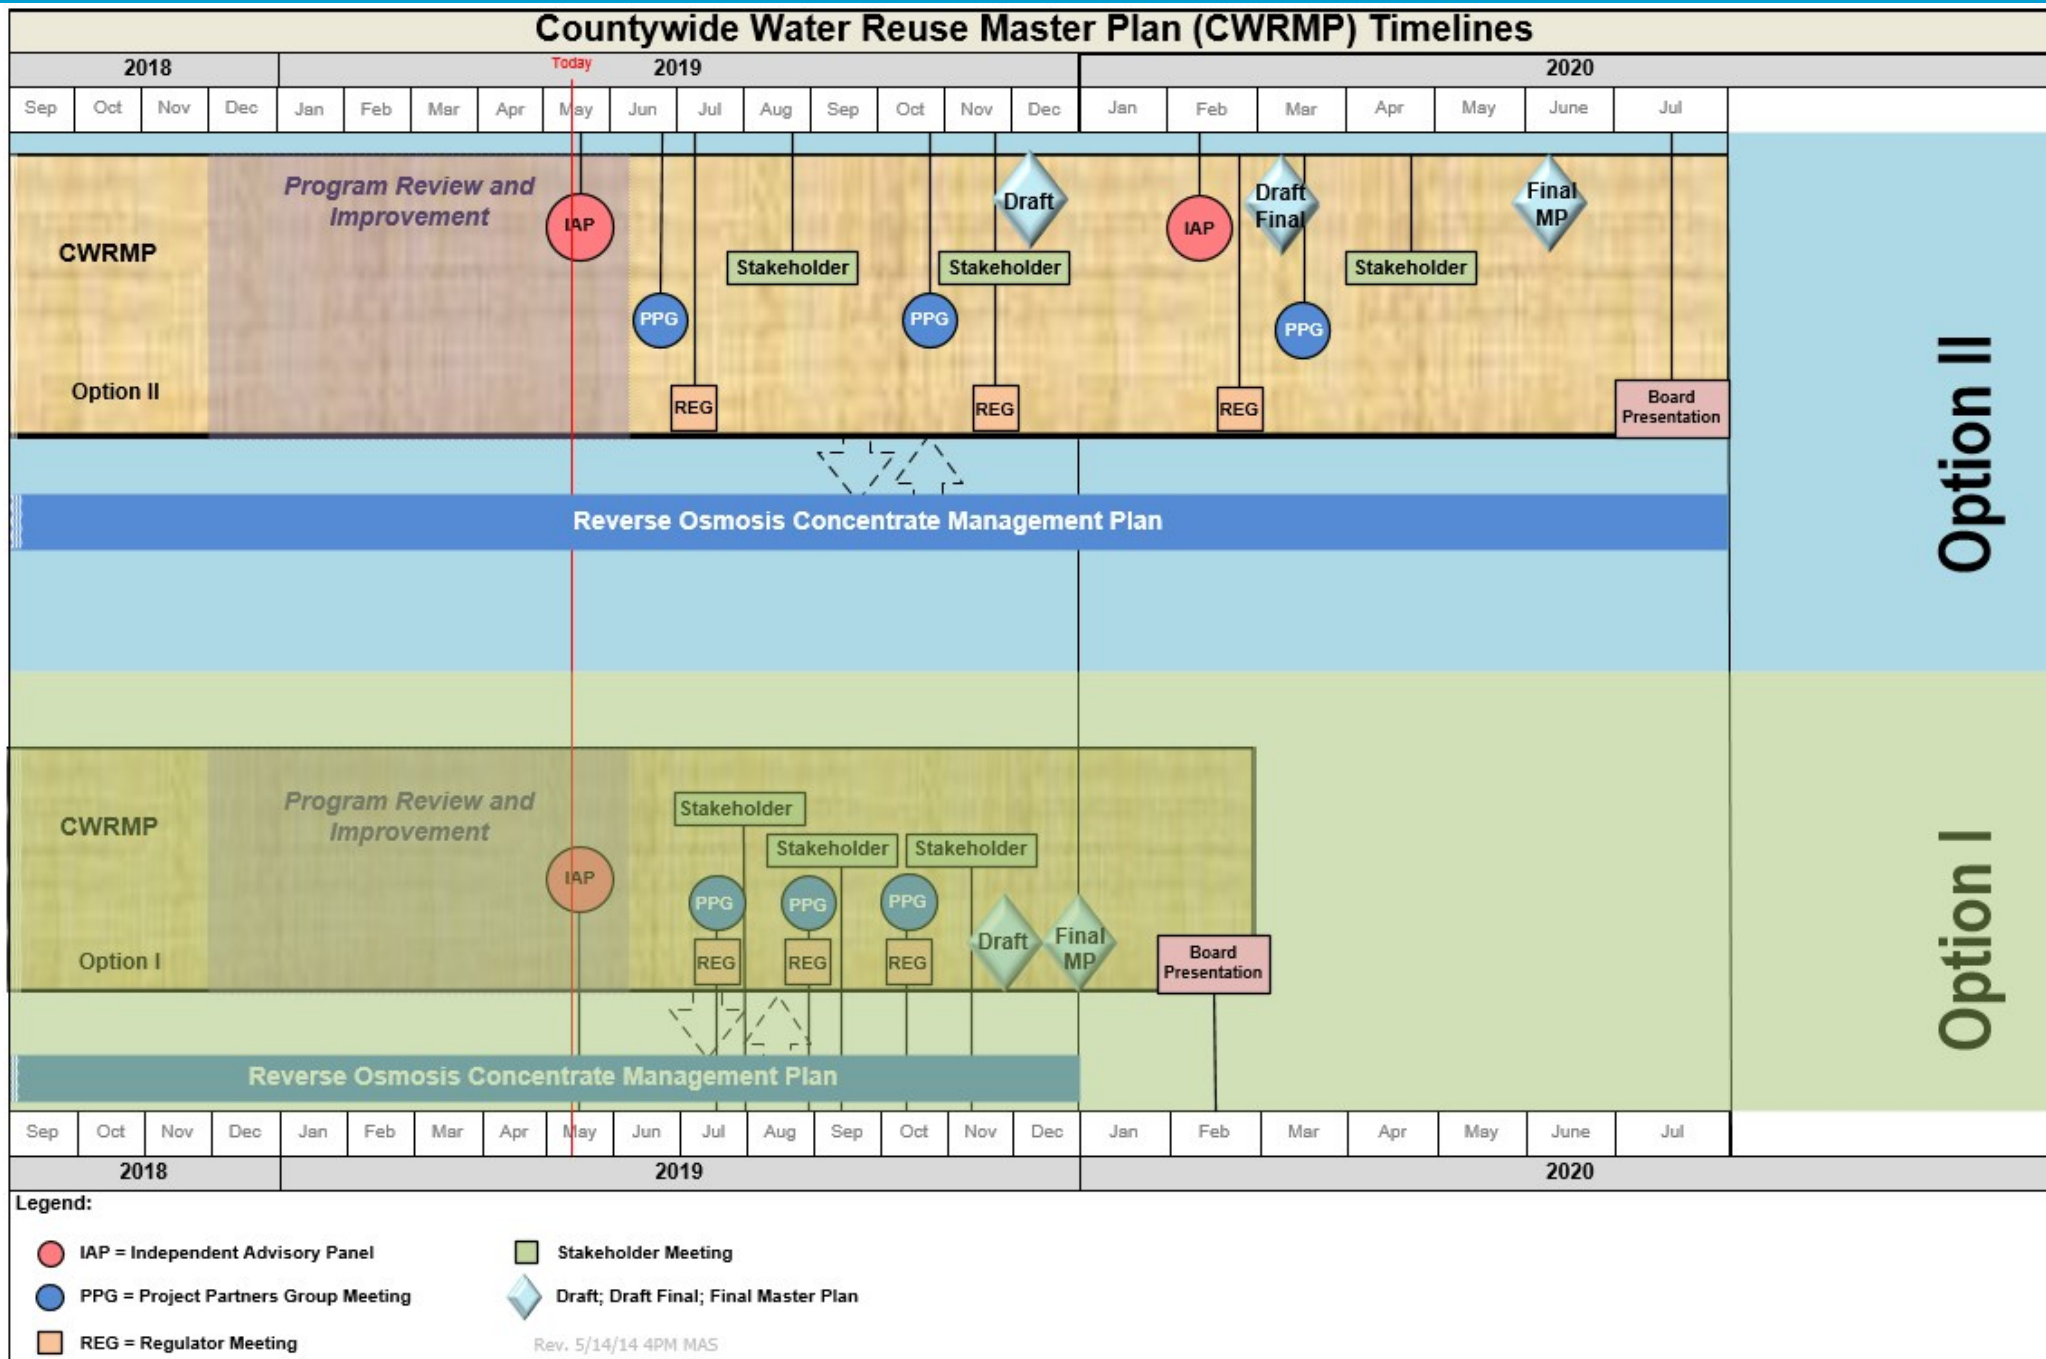 Countywide Water Reuse Master Plan (CWRMP) Timelines
2018
Today
2019
2020
Sep Oct Nov Dec Jan Feb Mar Apr May Jun Jul Aug Sep Oct Nov Dec Jan Feb Mar Apr May June Jul
CWRMP
Option II
Program Review and
Improvement
IAP
PPG
REG
Stakeholder
PPG
Stakeholder
REG
Draft
IAP
REG
Draft
Final
PPG
Stakeholder
Final
MP
Board
Presentation
Option II
Reverse Osmosis Concentrate Management Plan
CWRMP
Option I
Program Review and
Improvement
IAP
Stakeholder
Stakeholder
Stakeholder
PPG
PPG
PPG
REG
REG
REG
Draft
Final
MP
Board
Presentation
Option I
Reverse Osmosis Concentrate Management Plan
Sep Oct Nov Dec Jan Feb Mar Apr May Jun Jul Aug Sep Oct Nov Dec Jan Feb Mar Apr May June Jul
2018
2019
2020
Legend:
IAP = Independent Advisory Panel
PPG = Project Partners Group Meeting
REG = Regulator Meeting
Stakeholder Meeting
Draft; Draft Final; Final Master Plan
Rev. 5/14/14 4PM MAS